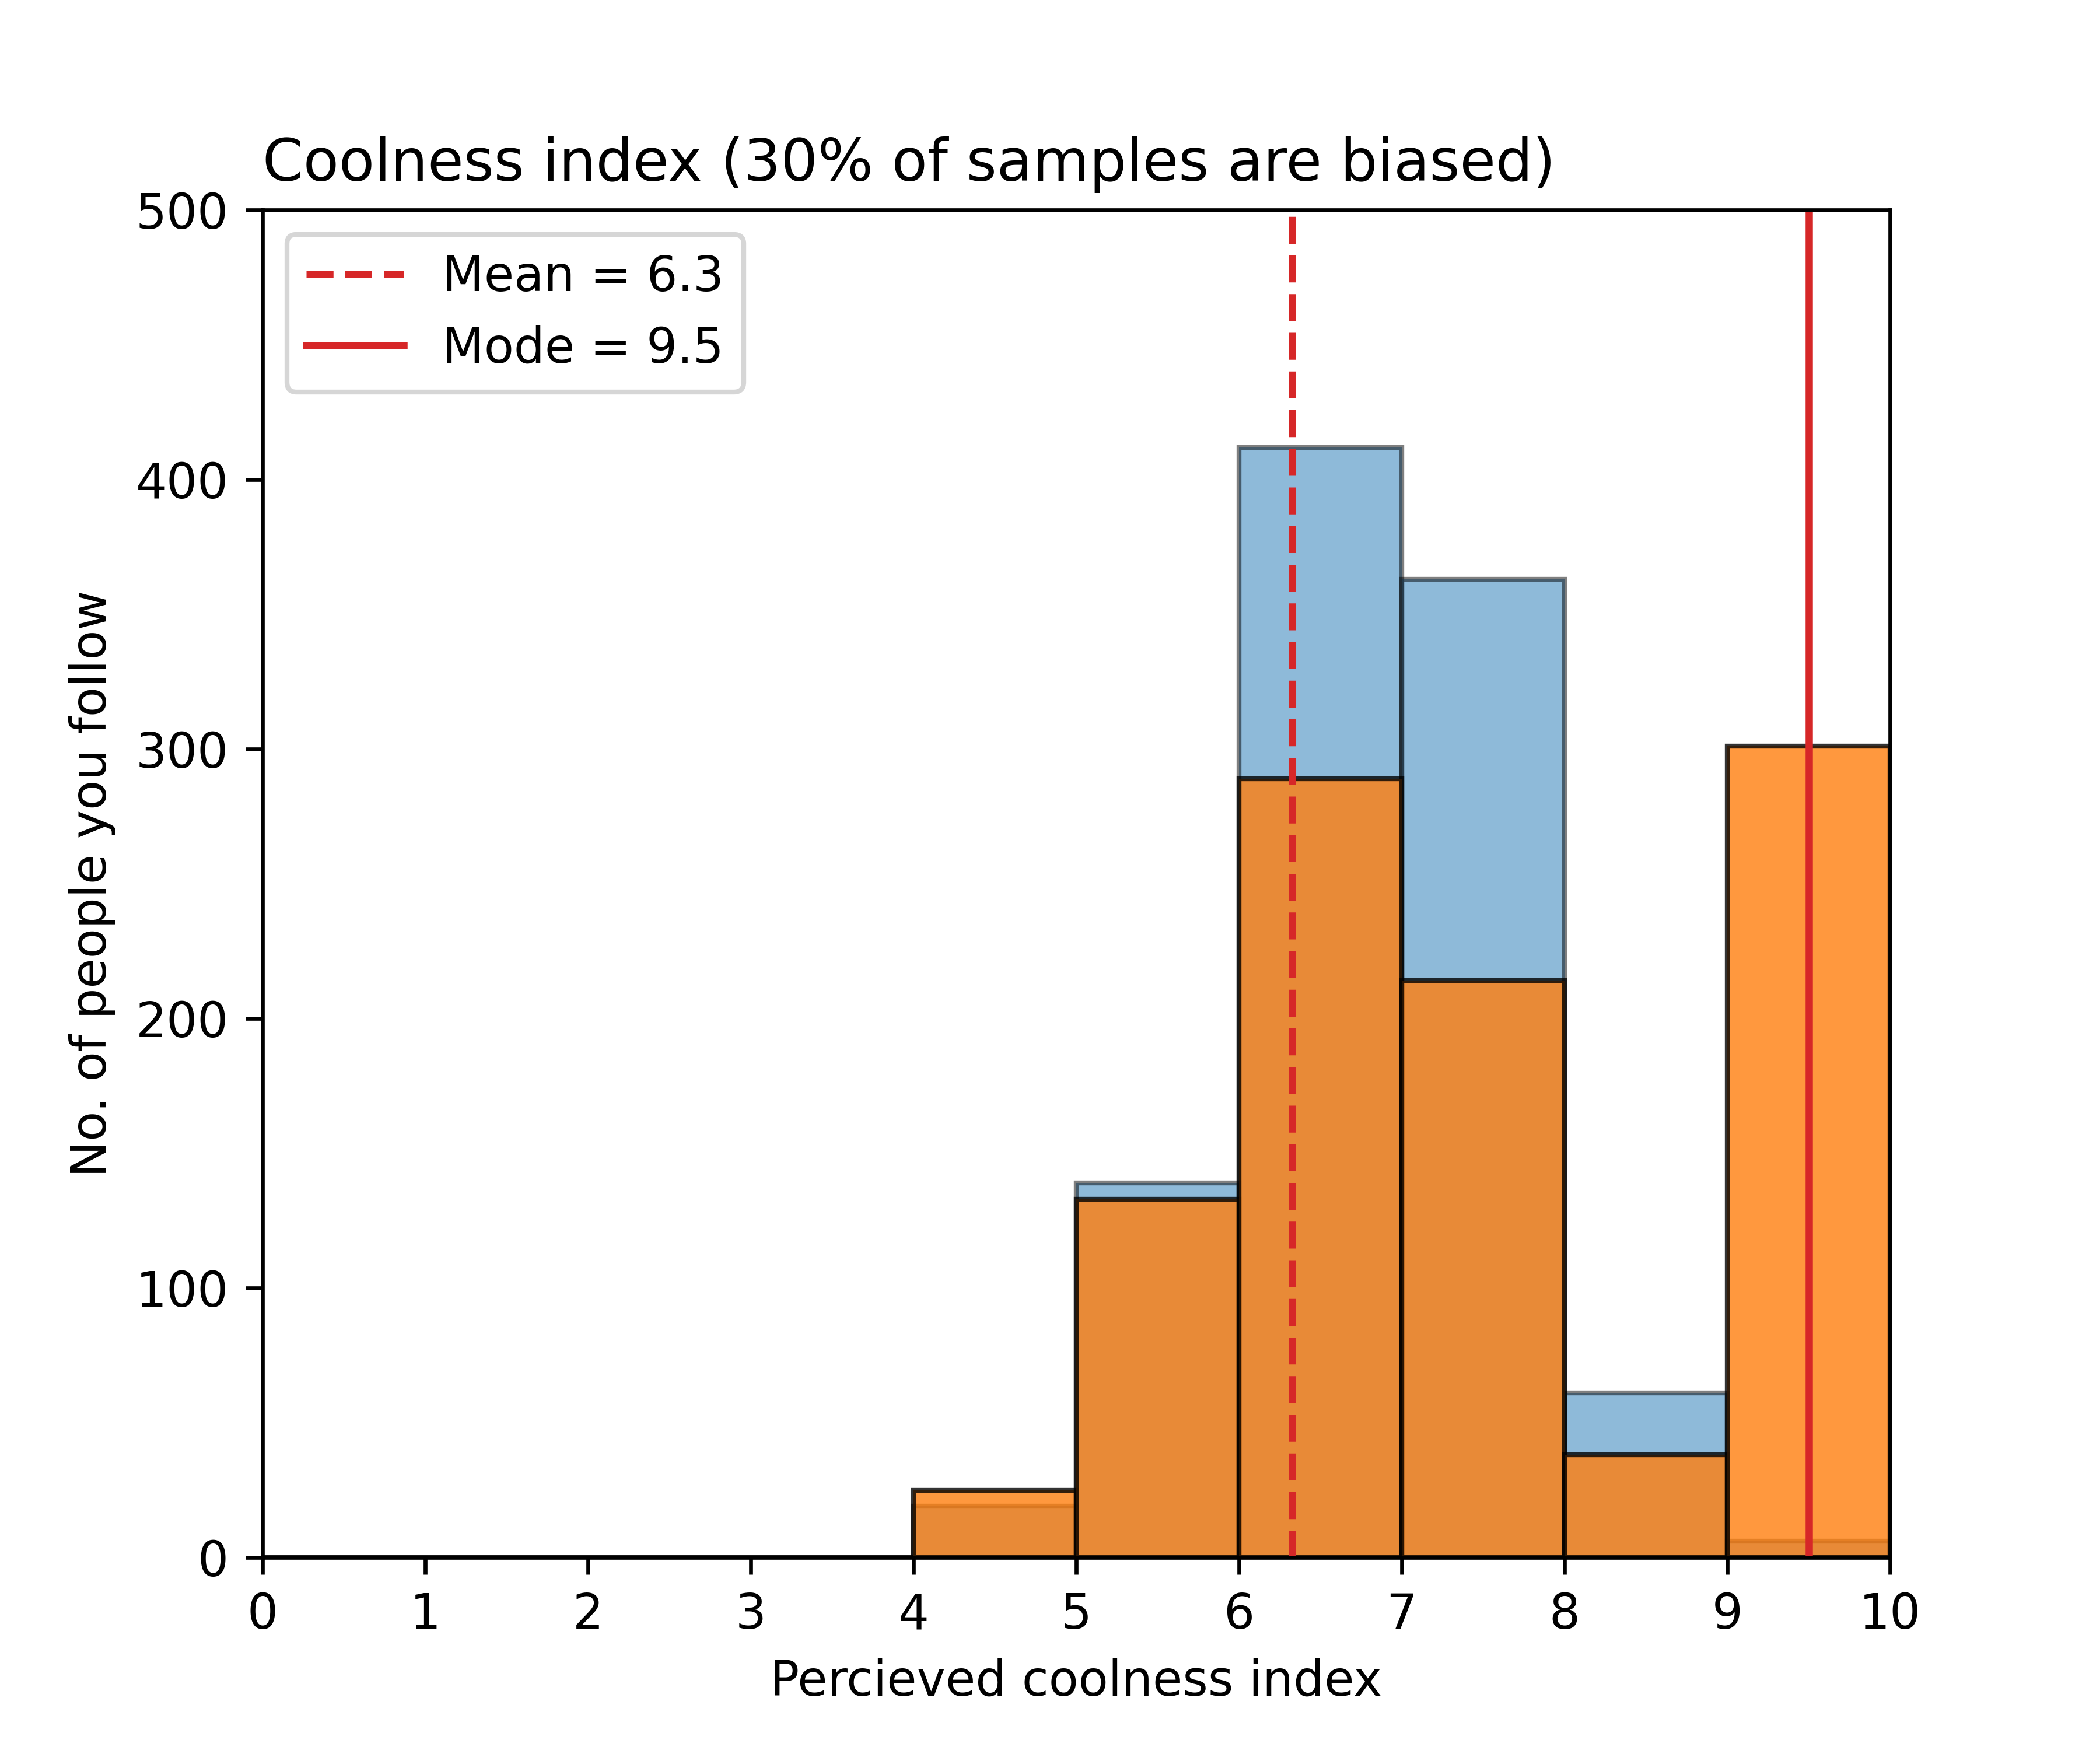 Coolness index (30% of samples are biased)
Mean = 6.3
Mode = 9.5
500
400
300
200
100
0
No. of people you follow
0 1 2 3 4 5 6 7 8 9 10
Percieved coolness index